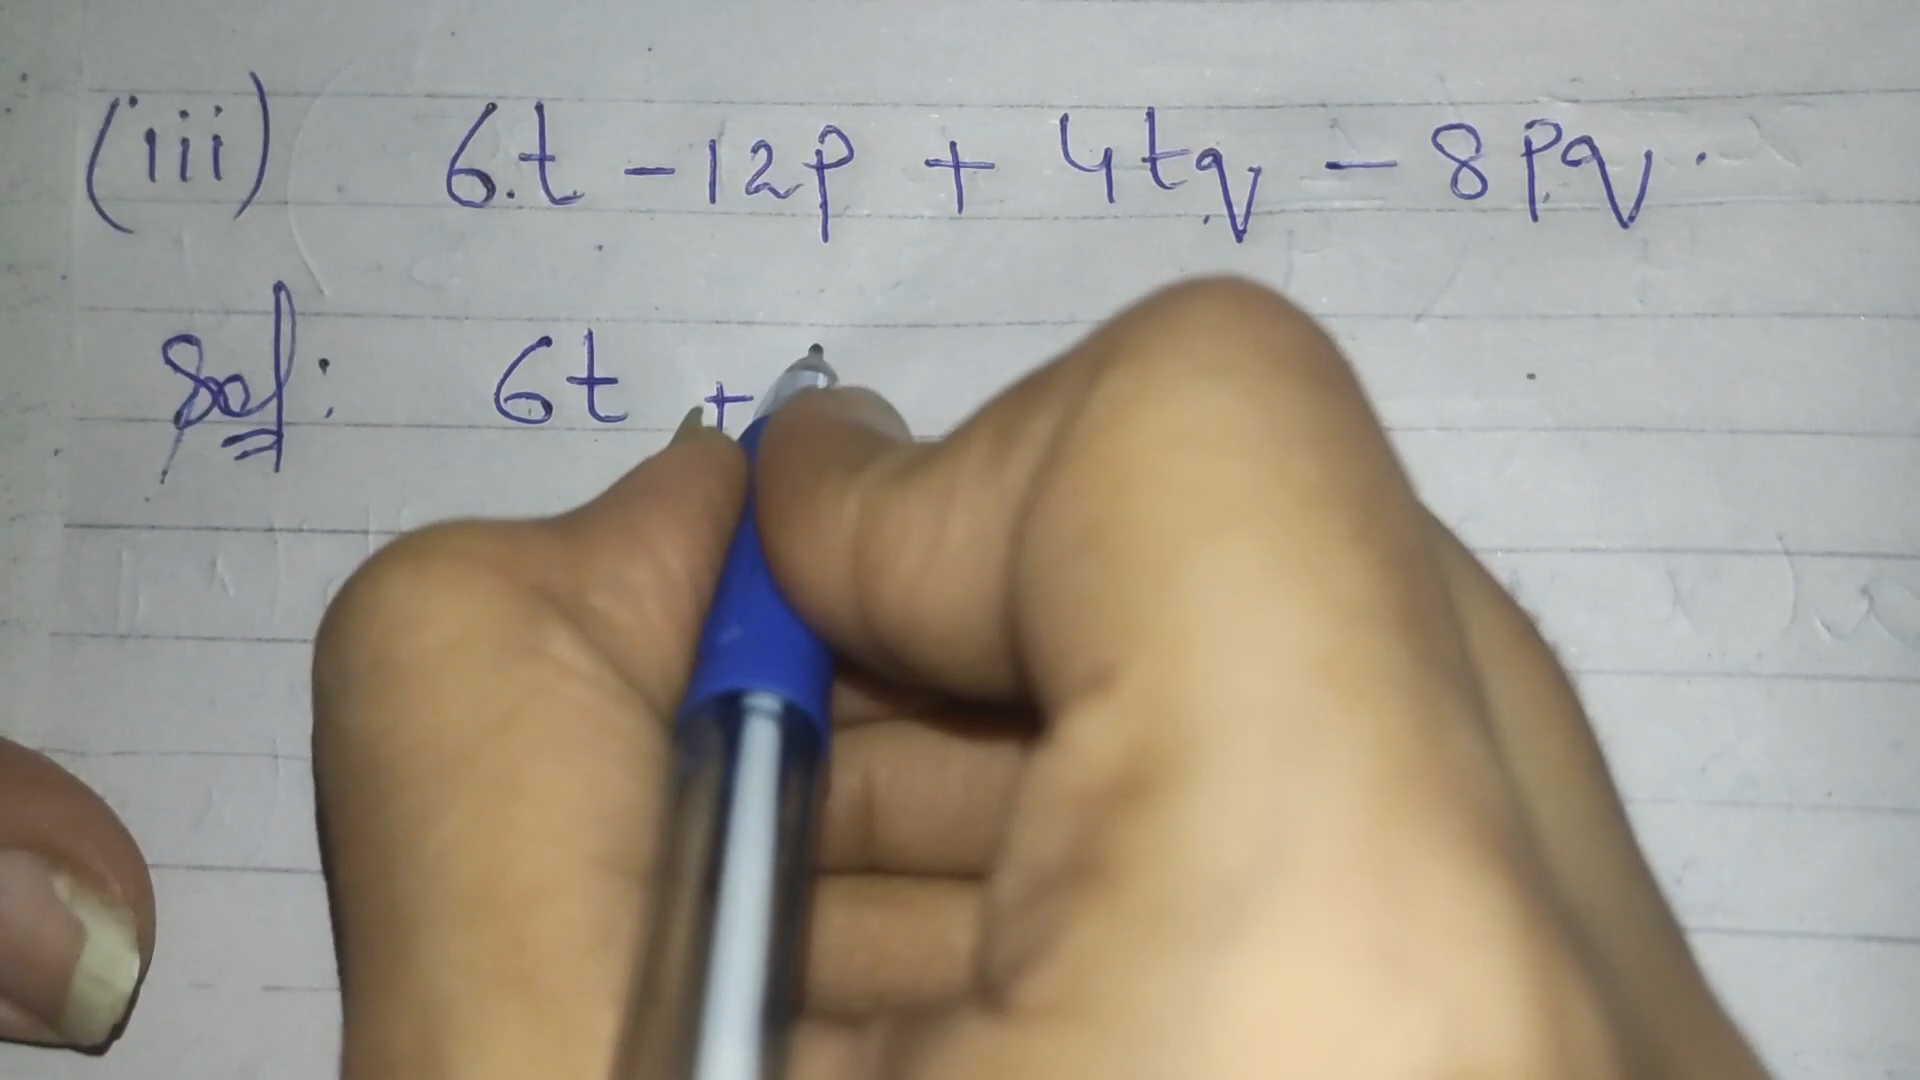 (iii) 6t - 12p + 4tq - 8pq.
Sol: 6t +